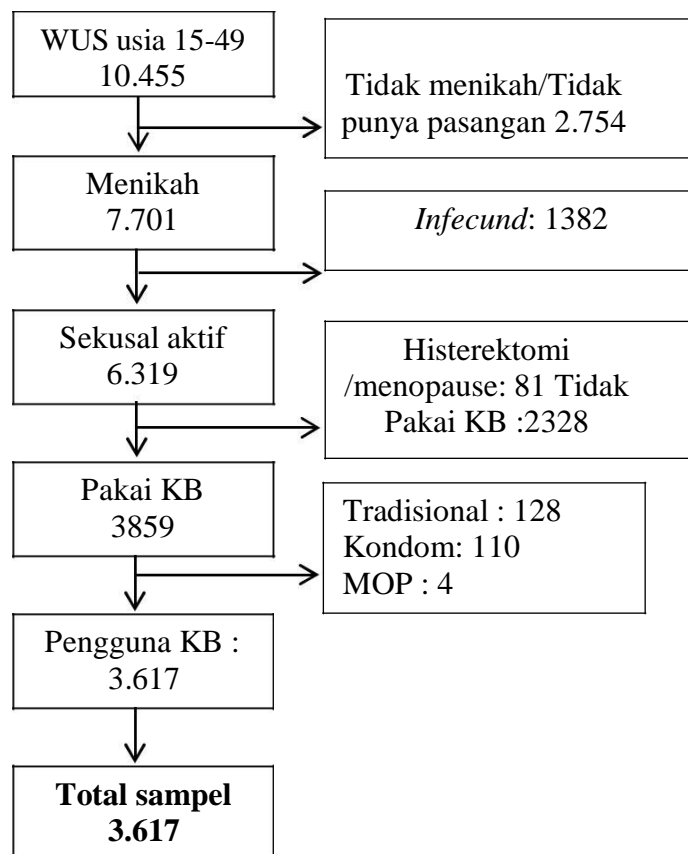 WUS usia 15-49
10.455
Tidak menikah/Tidak
punya pasangan 2.754
Menikah
7.701
Infecund: 1382
Sekusal aktif
6.319
Histerektomi
/menopause: 81 Tidak
Pakai KB :2328
Pakai KB
3859
Tradisional : 128
Kondom: 110
MOP : 4
Pengguna KB :
3.617
Total sampel
3.617